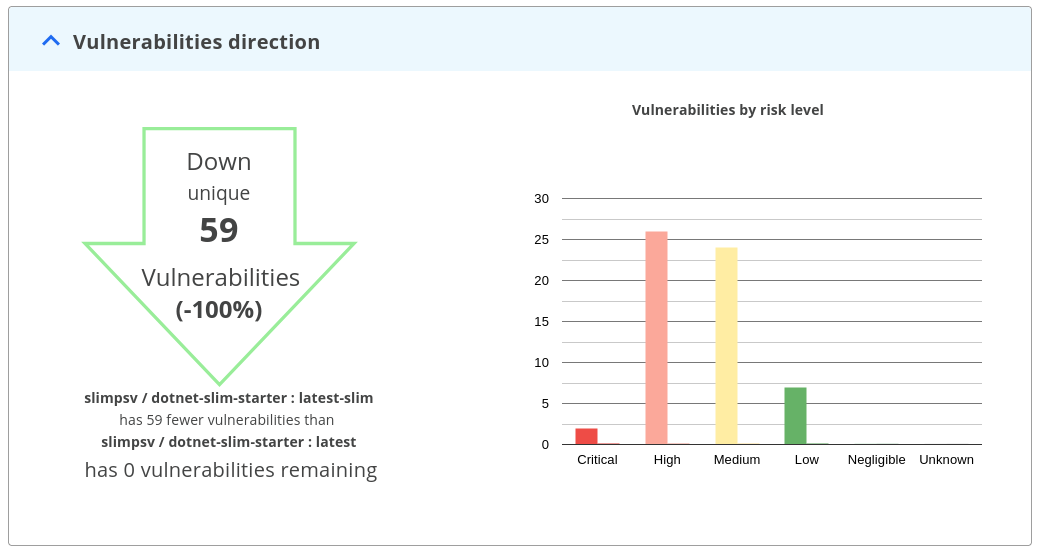 Vulnerabilities direction
Down
unique
59
Vulnerabilities
(-100%)
slimpsv / dotnet-slim-starter : latest-slim
has 59 fewer vulnerabilities than
slimpsv / dotnet-slim-starter : latest
has 0 vulnerabilities remaining
Vulnerabilities by risk level
30
25
20
15
10
5
0
Critical High Medium Low Negligible Unknown